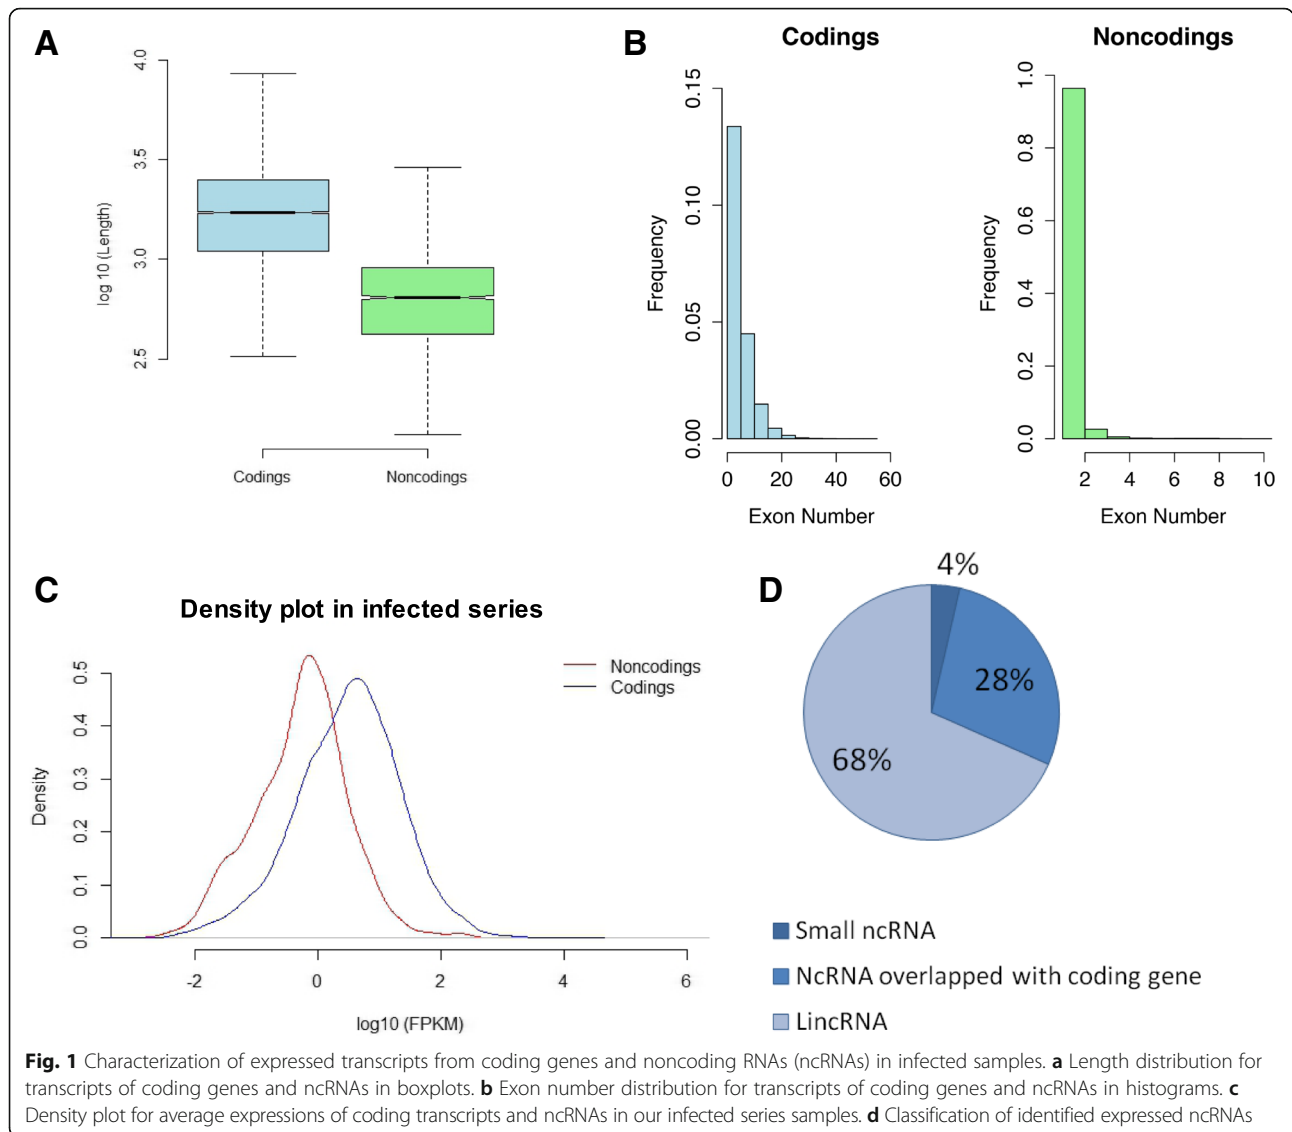 A
4.0
3.5
3.0
2.5
log 10 (Length)
Codings
Noncodings
B
Codings
0.15
0.10
0.05
0.00
Frequency
0
20
40
60
Exon Number
Noncodings
1.0
0.8
0.6
0.4
0.2
0.0
Frequency
2
4
6
8
10
Exon Number
C
Density plot in infected series
Noncodings
Codings
0.5
0.4
0.3
0.2
0.1
0.0
Density
-2
0
2
4
6
log10 (FPKM)
D
4%
28%
68%
Small ncRNA
NcRNA overlapped with coding gene
LincRNA
Fig. 1 Characterization of expressed transcripts from coding genes and noncoding RNAs (ncRNAs) in infected samples. a Length distribution for
transcripts of coding genes and ncRNAs in boxplots. b Exon number distribution for transcripts of coding genes and ncRNAs in histograms. c
Density plot for average expressions of coding transcripts and ncRNAs in our infected series samples. d Classification of identified expressed ncRNAs